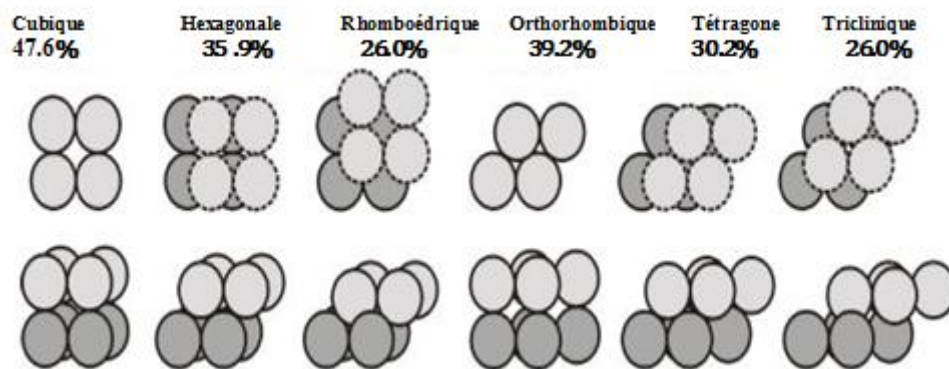 Cubique Hexagonale Rhomboédrique Orthorhombique Tétragone Triclinique
47.6% 35.9% 26.0% 39.2% 30.2% 26.0%